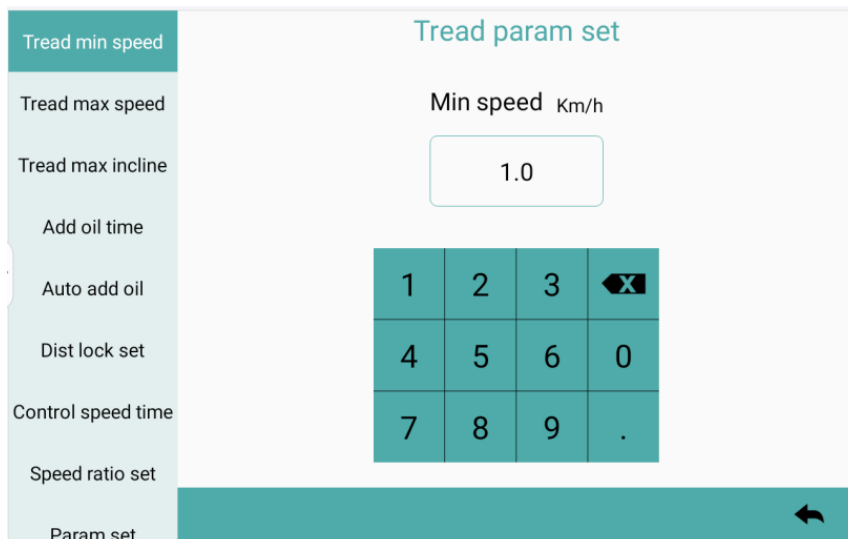 Tread min speed
Tread max speed
Tread max incline
Add oil time
Auto add oil
Dist lock set
Control speed time
Speed ratio set
Param set
Tread param set
Min speed Km/h
1.0
1 2 3 X
4 5 6 0
7 8 9 .